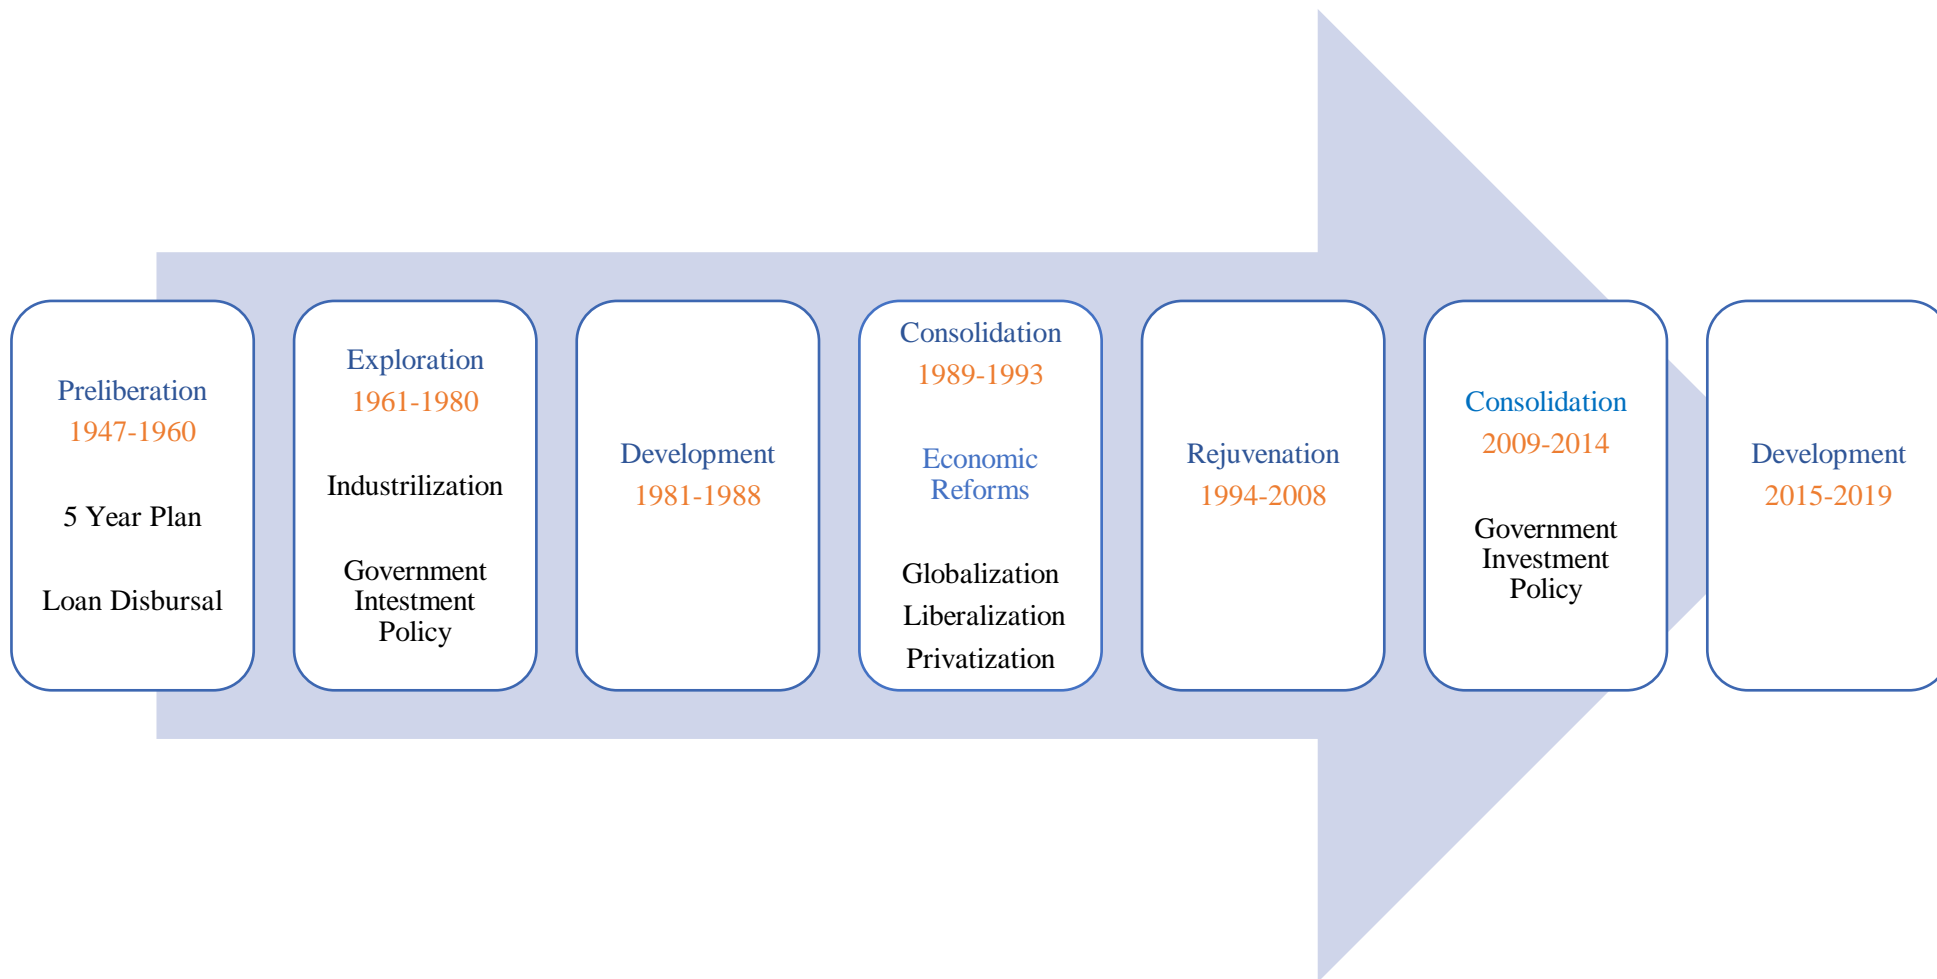 Preliberation
1947-1960
5 Year Plan
Loan Disbursal
Exploration
1961-1980
Industrilization
Government
Intestment
Policy
Development
1981-1988
Consolidation
1989-1993
Economic
Reforms
Globalization
Liberalization
Privatization
Rejuvenation
1994-2008
Consolidation
2009-2014
Government
Investment
Policy
Development
2015-2019